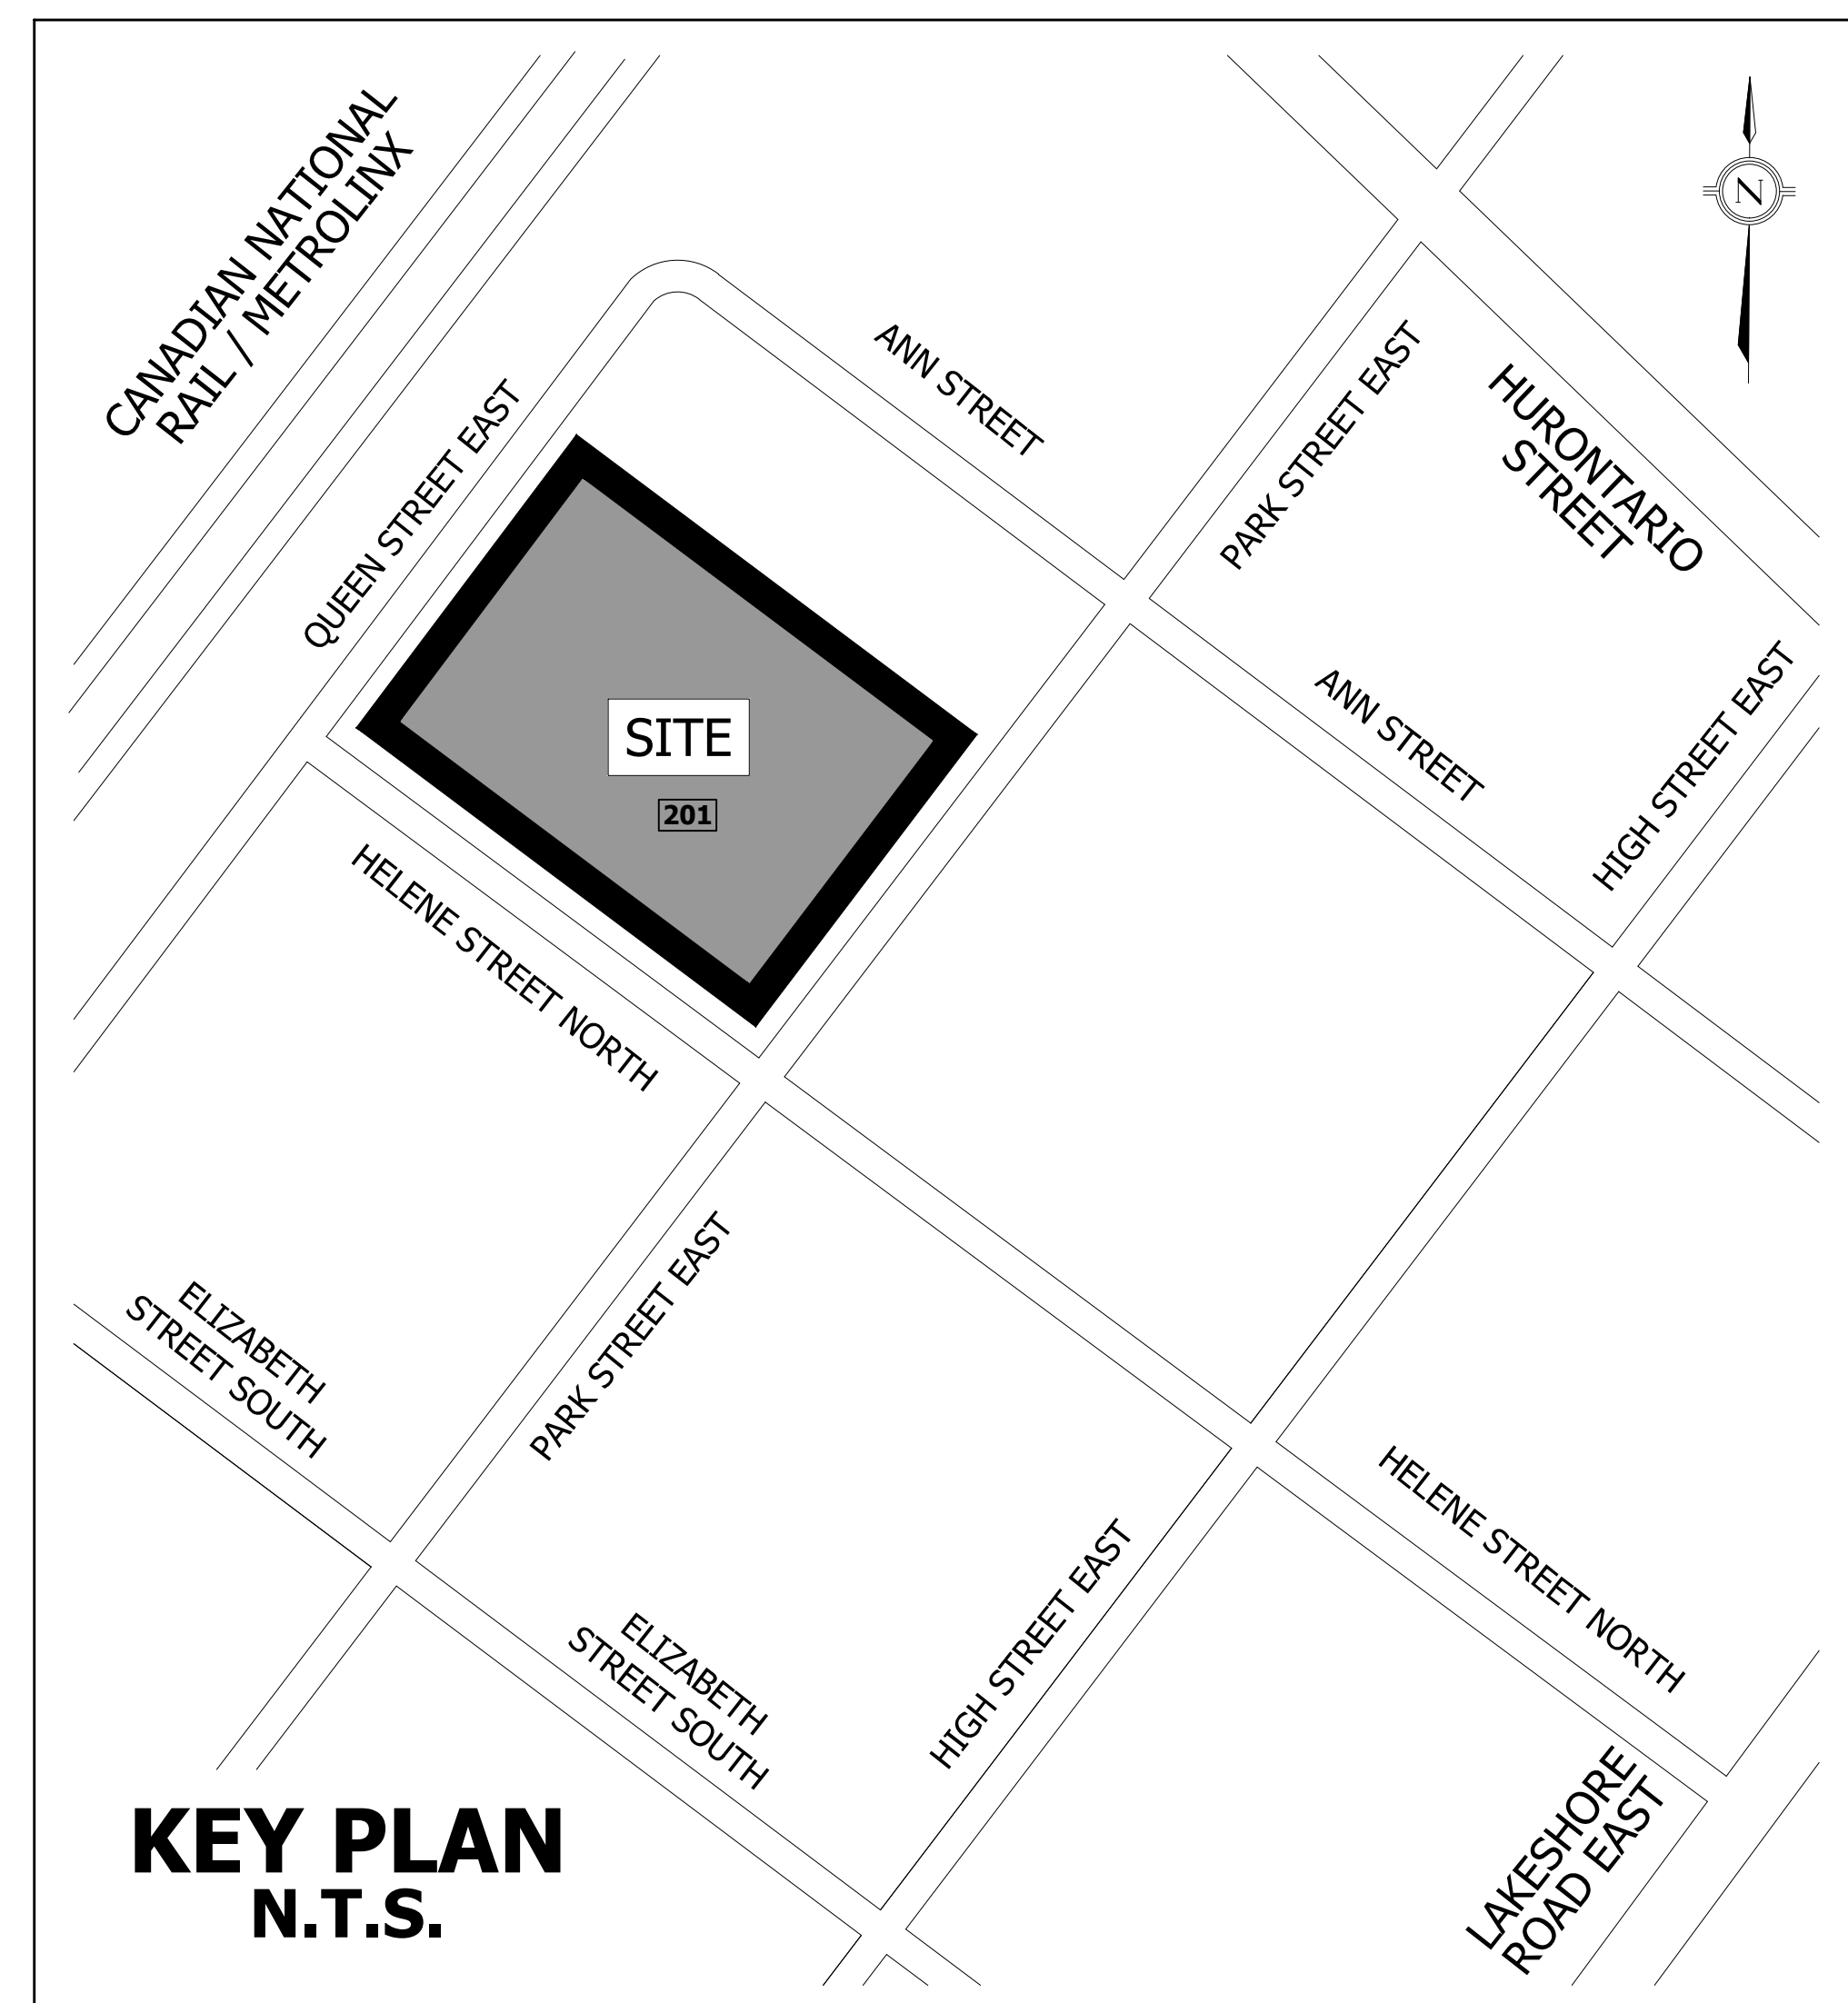 CANADIAN NATIONAL
RAIL / METROLINX
N
ANN STREET
PARK STREET EAST
HURONTARIO
STREET
QUEEN STREET EAST
SITE
201
ANN STREET
HIGH STREET EAST
HELENE STREET NORTH
PARK STREET EAST
ELIZABETH
STREET SOUTH
HELENE STREET NORTH
HIGH STREET EAST
ELIZABETH
STREET SOUTH
LAKESHORE
ROAD EAST
KEY PLAN
N.T.S.